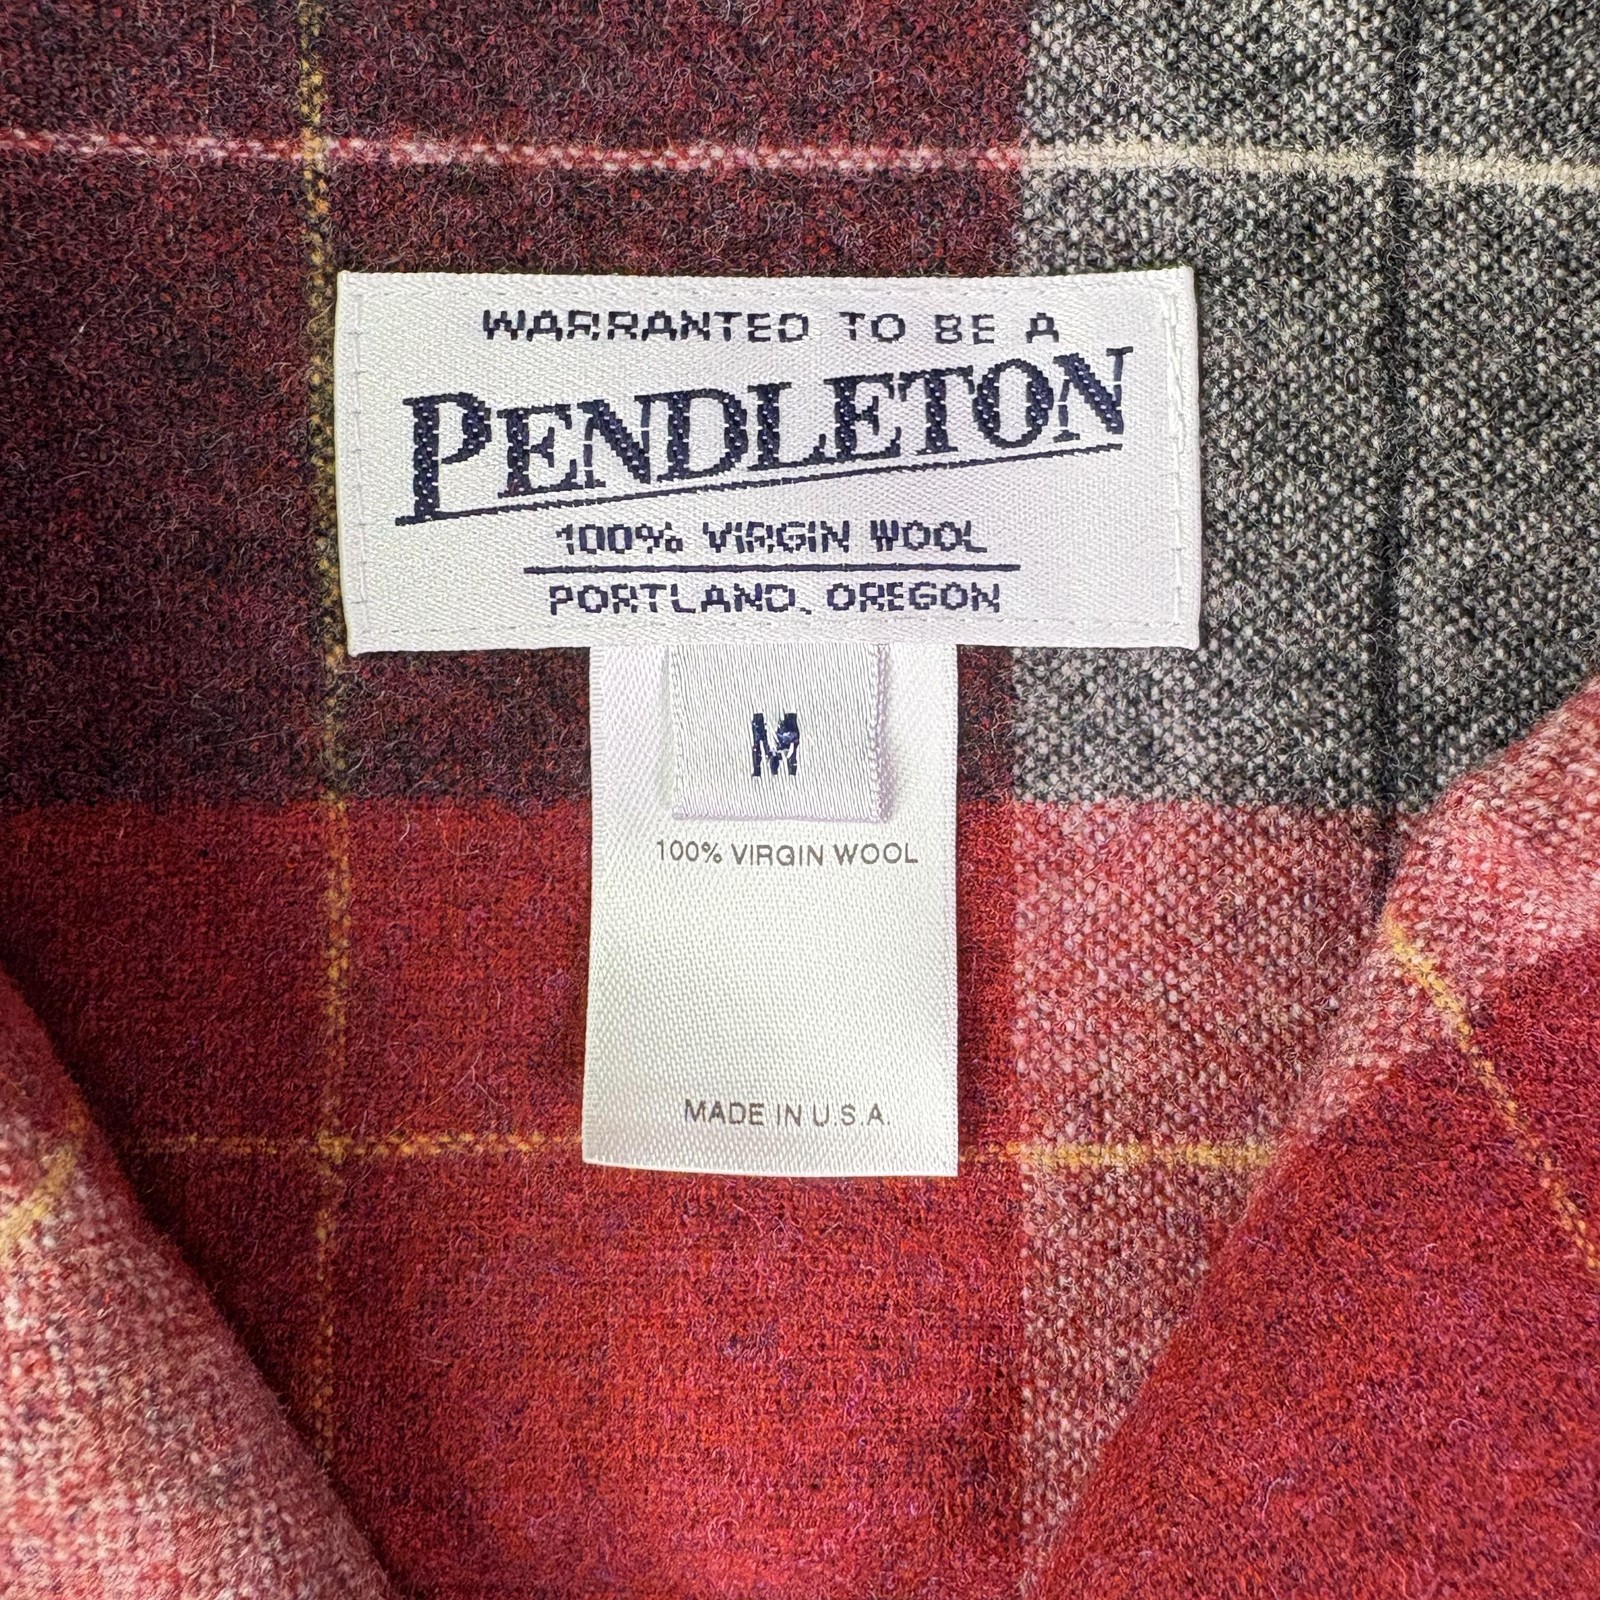 WARRANTED TO BE A
PENDLETON
100% VIRGIN WOOL
PORTLAND, OREGON
M
100% VIRGIN WOOL
MADE IN U.S.A.